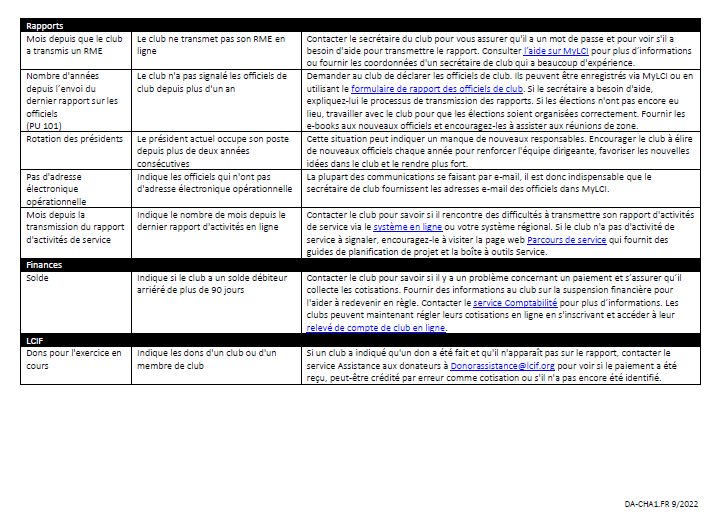 Rapports
Mois depuis que le club
a transmis un RME
Le club ne transmet pas son RME en
ligne
Contacter le secrétaire du club pour vous assurer qu'il a un mot de passe et pour voir s'il a
besoin d'aide pour transmettre le rapport. Consulter l'aide sur MyLCI pour plus d'informations
ou fournir les coordonnées d'un secrétaire de club qui a beaucoup d'expérience.
Nombre d'années
depuis l'envoi du
dernier rapport sur les
officiels
(PU 101)
Le club n'a pas signalé les officiels de
club depuis plus d'un an
Demander au club de déclarer les officiels de club. Ils peuvent être enregistrés via MyLCI ou en
utilisant le formulaire de rapport des officiels de club. Si le secrétaire a besoin d'aide,
expliquez-lui le processus de transmission des rapports. Si les élections n'ont pas encore eu
lieu, travailler avec le club pour que les élections soient organisées correctement. Fournir les
e-books aux nouveaux officiels et encouragez-les à assister aux réunions de zone.
Rotation des présidents
Le président actuel occupe son poste
depuis plus de deux années
consécutives
Cette situation peut indiquer un manque de nouveaux responsables. Encourager le club à élire
de nouveaux officiels chaque année pour renforcer l'équipe dirigeante, favoriser les nouvelles
idées dans le club et le rendre plus fort.
Pas d'adresse
électronique
opérationnelle
Indique les officiels qui n'ont pas
d'adresse électronique opérationnelle
La plupart des communications se faisant par e-mail, il est donc indispensable que le
secrétaire de club fournissent les adresses e-mail des officiels dans MyLCI.
Mois depuis la
transmission du rapport
d'activités de service
Indique le nombre de mois depuis le
dernier rapport d'activités en ligne
Contacter le club pour savoir si il rencontre des difficultés à transmettre son rapport d'activités
de service via le système en ligne ou votre système régional. Si le club n'a pas d'activité de
service à signaler, encouragez-le à visiter la page web Parcours de service qui fournit des
guides de planification de projet et la boîte à outils Service.
Finances
Solde
Indique si le club a un solde débiteur
arriéré de plus de 90 jours
Contacter le club pour savoir si il y a un problème concernant un paiement et s'assurer qu'il
collecte les cotisations. Fournir des informations au club sur la suspension financière pour
l'aider à redevenir en règle. Contacter le service Comptabilité pour plus d'informations. Les
clubs peuvent maintenant régler leurs cotisations en ligne en s'inscrivant et accéder à leur
relevé de compte de club en ligne.
LCIF
Dons pour l'exercice en
cours
Indique les dons d'un club ou d'un
membre de club
Si un club a indiqué qu'un don a été fait et qu'il n'apparaît pas sur le rapport, contacter le
service Assistance aux donateurs à Donorassistance@lcif.org pour voir si le paiement a été
reçu, peut-être crédité par erreur comme cotisation ou s'il n'a pas encore été identifié.
DA-CHA1.FR 9/2022